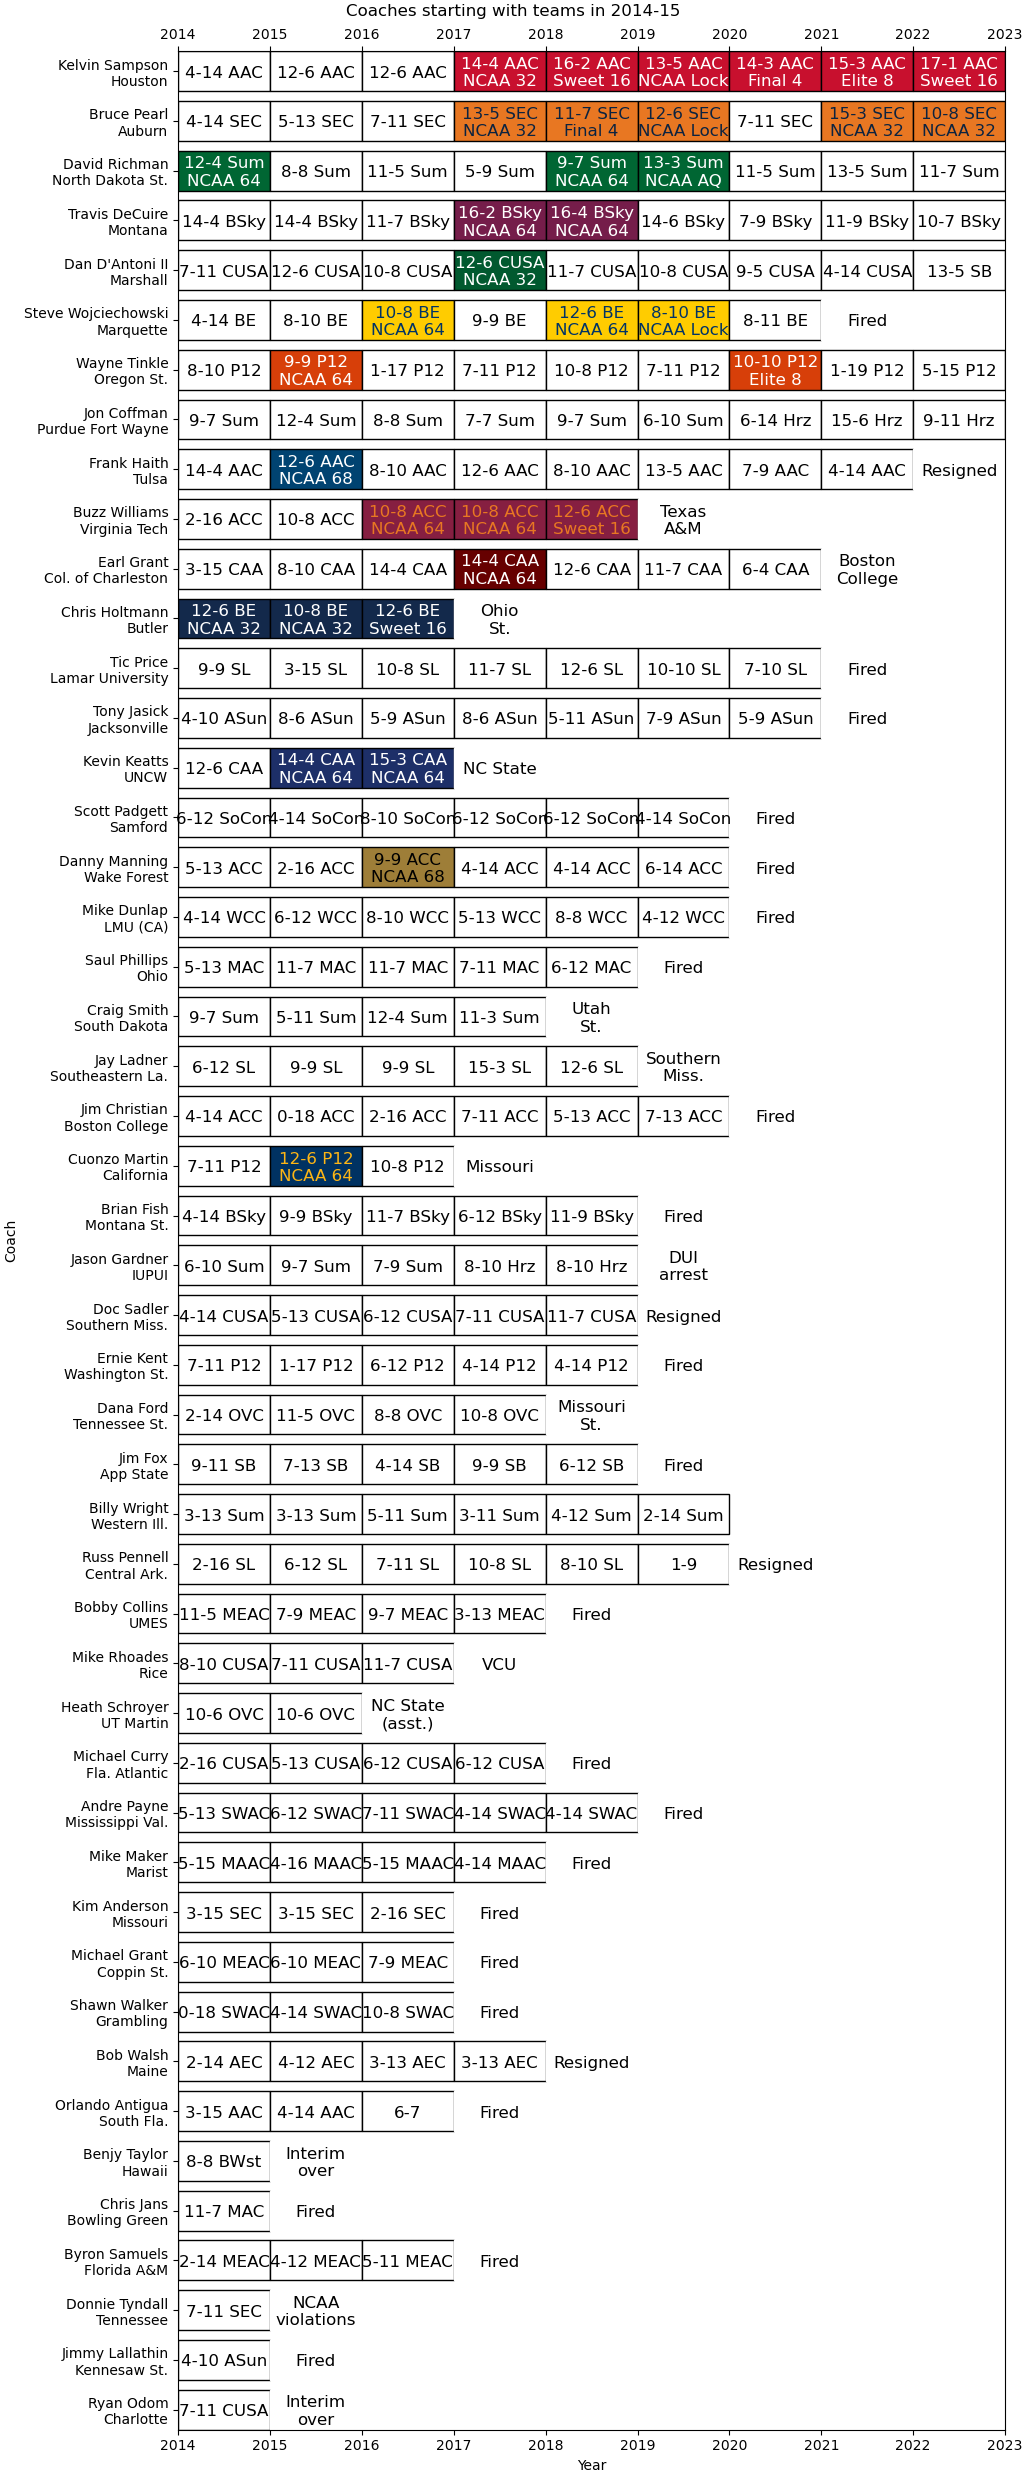 Coaches starting with teams in 2014-15
2014 2015 2016 2017 2018 2019 2020 2021 2022 2023
Kelvin Sampson
Houston
4-14 AAC 12-6 AAC 12-6 AAC 14-4 AAC NCAA 32 16-2 AAC Sweet 16 13-5 AAC NCAA Lock 14-3 AAC Final 4 15-3 AAC Elite 8 17-1 AAC Sweet 16
Bruce Pearl
Auburn
4-14 SEC 5-13 SEC 7-11 SEC 13-5 SEC NCAA 32 11-7 SEC Final 4 12-6 SEC NCAA Lock 7-11 SEC 15-3 SEC NCAA 32 10-8 SEC NCAA 32
David Richman
North Dakota St.
12-4 Sum NCAA 64 8-8 Sum 11-5 Sum 5-9 Sum 9-7 Sum NCAA 64 13-3 Sum NCAA AQ 11-5 Sum 13-5 Sum 11-7 Sum
Travis DeCuire
Montana
14-4 BSky 14-4 BSky 11-7 BSky 16-2 BSky NCAA 64 16-4 BSky NCAA 64 14-6 BSky 7-9 BSky 11-9 BSky 10-7 BSky
Dan D'Antoni II
Marshall
7-11 CUSA 12-6 CUSA 10-8 CUSA 12-6 CUSA NCAA 32 11-7 CUSA 10-8 CUSA 9-5 CUSA 4-14 CUSA 13-5 SB
Steve Wojciechowski
Marquette
4-14 BE 8-10 BE 10-8 BE NCAA 64 9-9 BE 12-6 BE NCAA 64 8-10 BE NCAA Lock 8-11 BE Fired
Wayne Tinkle
Oregon St.
8-10 P12 9-9 P12 NCAA 64 1-17 P12 7-11 P12 10-8 P12 7-11 P12 10-10 P12 Elite 8 1-19 P12 5-15 P12
Jon Coffman
Purdue Fort Wayne
9-7 Sum 12-4 Sum 8-8 Sum 7-7 Sum 9-7 Sum 6-10 Sum 6-14 Hrz 15-6 Hrz 9-11 Hrz
Frank Haith
Tulsa
14-4 AAC 12-6 AAC NCAA 68 8-10 AAC 12-6 AAC 8-10 AAC 13-5 AAC 7-9 AAC 4-14 AAC Resigned
Buzz Williams
Virginia Tech
2-16 ACC 10-8 ACC 10-8 ACC NCAA 64 10-8 ACC NCAA 64 12-6 ACC Sweet 16 Texas A&M
Earl Grant
Col. of Charleston
3-15 CAA 8-10 CAA 14-4 CAA 14-4 CAA NCAA 64 12-6 CAA 11-7 CAA 6-4 CAA Boston College
Chris Holtmann
Butler
12-6 BE NCAA 32 10-8 BE NCAA 32 12-6 BE Sweet 16 Ohio St.
Tic Price
Lamar University
9-9 SL 3-15 SL 10-8 SL 11-7 SL 12-6 SL 10-10 SL 7-10 SL Fired
Tony Jasick
Jacksonville
4-10 ASun 8-6 ASun 5-9 ASun 8-6 ASun 5-11 ASun 7-9 ASun 5-9 ASun Fired
Kevin Keatts
UNCW
12-6 CAA 14-4 CAA NCAA 64 15-3 CAA NCAA 64 NC State
Scott Padgett
Samford
6-12 SoCon 4-14 SoCon 8-10 SoCon 6-12 SoCon 6-12 SoCon 4-14 SoCon Fired
Danny Manning
Wake Forest
5-13 ACC 2-16 ACC 9-9 ACC NCAA 68 4-14 ACC 4-14 ACC 6-14 ACC Fired
Mike Dunlap
LMU (CA)
4-14 WCC 6-12 WCC 8-10 WCC 5-13 WCC 8-8 WCC 4-12 WCC Fired
Saul Phillips
Ohio
5-13 MAC 11-7 MAC 11-7 MAC 7-11 MAC 6-12 MAC Fired
Craig Smith
South Dakota
9-7 Sum 5-11 Sum 12-4 Sum 11-3 Sum Utah St.
Jay Ladner
Southeastern La.
6-12 SL 9-9 SL 9-9 SL 15-3 SL 12-6 SL Southern Miss.
Jim Christian
Boston College
4-14 ACC 0-18 ACC 2-16 ACC 7-11 ACC 5-13 ACC 7-13 ACC Fired
Cuonzo Martin
California
7-11 P12 12-6 P12 NCAA 64 10-8 P12 Missouri
Brian Fish
Montana St.
4-14 BSky 9-9 BSky 11-7 BSky 6-12 BSky 11-9 BSky Fired
Coach
Jason Gardner
IUPUI
6-10 Sum 9-7 Sum 7-9 Sum 8-10 Hrz 8-10 Hrz DUI arrest
Doc Sadler
Southern Miss.
4-14 CUSA 5-13 CUSA 6-12 CUSA 7-11 CUSA 11-7 CUSA Resigned
Ernie Kent
Washington St.
7-11 P12 1-17 P12 6-12 P12 4-14 P12 4-14 P12 Fired
Dana Ford
Tennessee St.
2-14 OVC 11-5 OVC 8-8 OVC 10-8 OVC Missouri St.
Jim Fox
App State
9-11 SB 7-13 SB 4-14 SB 9-9 SB 6-12 SB Fired
Billy Wright
Western Ill.
3-13 Sum 3-13 Sum 5-11 Sum 3-11 Sum 4-12 Sum 2-14 Sum
Russ Pennell
Central Ark.
2-16 SL 6-12 SL 7-11 SL 10-8 SL 8-10 SL 1-9 Resigned
Bobby Collins
UMES
11-5 MEAC 7-9 MEAC 9-7 MEAC 3-13 MEAC Fired
Mike Rhoades
Rice
8-10 CUSA 7-11 CUSA 11-7 CUSA VCU
Heath Schroyer
UT Martin
10-6 OVC 10-6 OVC NC State (asst.)
Michael Curry
Fla. Atlantic
2-16 CUSA 5-13 CUSA 6-12 CUSA 6-12 CUSA Fired
Andre Payne
Mississippi Val.
5-13 SWAC 6-12 SWAC 7-11 SWAC 4-14 SWAC 4-14 SWAC Fired
Mike Maker
Marist
5-15 MAAC 4-16 MAAC 5-15 MAAC 4-14 MAAC Fired
Kim Anderson
Missouri
3-15 SEC 3-15 SEC 2-16 SEC Fired
Michael Grant
Coppin St.
6-10 MEAC 6-10 MEAC 7-9 MEAC Fired
Shawn Walker
Grambling
0-18 SWAC 4-14 SWAC 10-8 SWAC Fired
Bob Walsh
Maine
2-14 AEC 4-12 AEC 3-13 AEC 3-13 AEC Resigned
Orlando Antigua
South Fla.
3-15 AAC 4-14 AAC 6-7 Fired
Benjy Taylor
Hawaii
8-8 BWst Interim over
Chris Jans
Bowling Green
11-7 MAC Fired
Byron Samuels
Florida A&M
2-14 MEAC 4-12 MEAC 5-11 MEAC Fired
Donnie Tyndall
Tennessee
7-11 SEC NCAA violations
Jimmy Lallathin
Kennesaw St.
4-10 ASun Fired
Ryan Odom
Charlotte
7-11 CUSA Interim over
2014 2015 2016 2017 2018 2019 2020 2021 2022 2023
Year